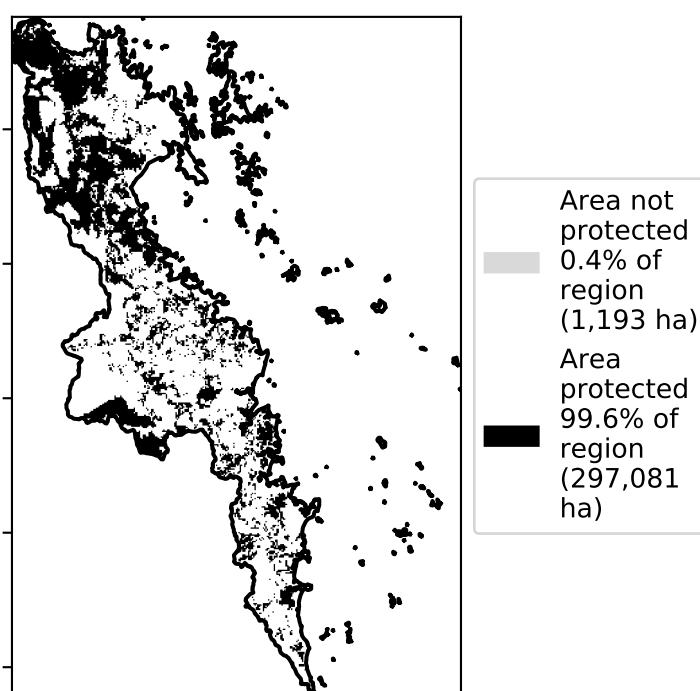 Area not
protected
0.4% of
region
(1,193 ha)
Area
protected
99.6% of
region
(297,081
ha)